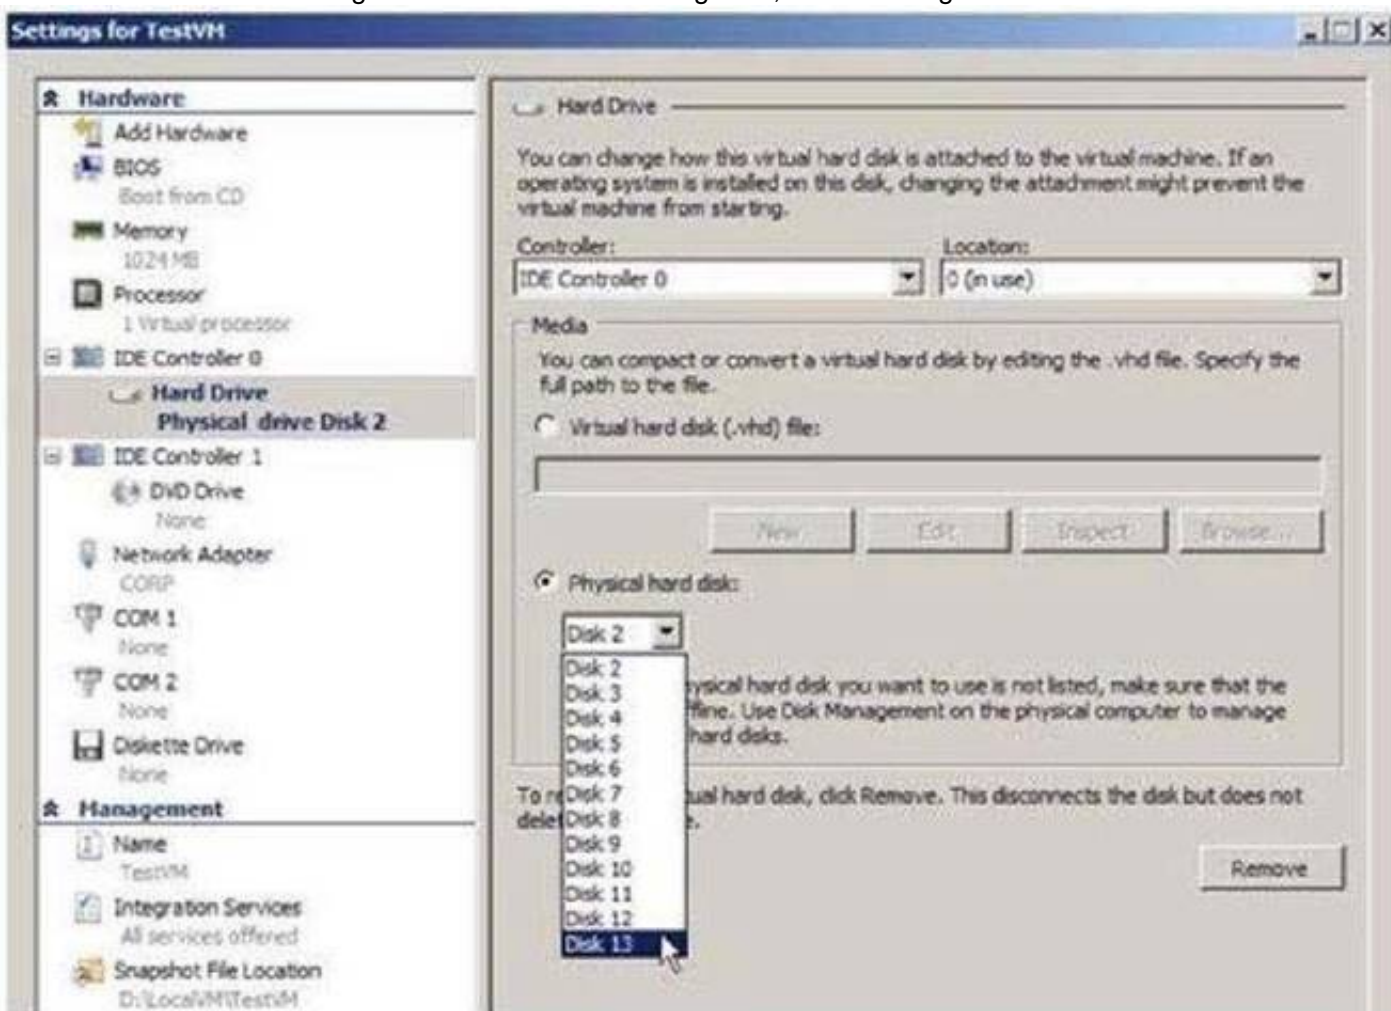 Settings for TestVM
Hardware
Add Hardware
BIOS
Boot from CD
Memory
1024 MB
Processor
1 Virtual processor
IDE Controller 0
Hard Drive
Physical drive Disk 2
IDE Controller 1
DVD Drive
None
Network Adapter
CORP
COM 1
None
COM 2
None
Diskette Drive
None
Management
Name
TestVM
Integration Services
All services offered
Snapshot File Location
D:\LocalVM\TestVM
Hard Drive
You can change how this virtual hard disk is attached to the virtual machine. If an
operating system is installed on this disk, changing the attachment might prevent the
virtual machine from starting.
Controller: Location:
IDE Controller 0 0 (in use)
Media
You can compact or convert a virtual hard disk by editing the .vhd file. Specify the
full path to the file.
Virtual hard disk (.vhd) file:
New Edit Inspect Browse...
Physical hard disk:
Disk 2
Disk 2
Disk 3
Disk 4
Disk 5
Disk 6
Disk 7
Disk 8
Disk 9
Disk 10
Disk 11
Disk 12
Disk 13
hard disk you want to use is not listed, make sure that the
Use Disk Management on the physical computer to manage
hard disks.
To hard disk, click Remove. This disconnects the disk but does not
Remove